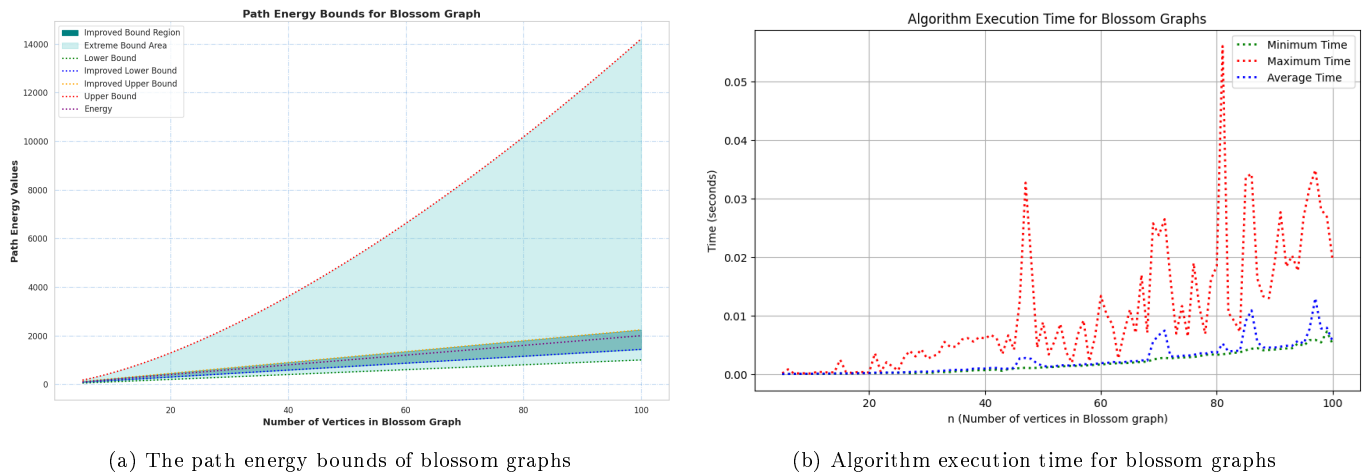 Path Energy Bounds for Blossom Graph
Improved Bound Region
Extreme Bound Area
Lower Bound
Improved Lower Bound
Improved Upper Bound
Upper Bound
Energy
14000
12000
10000
8000
6000
4000
2000
0
Path Energy Values
20 40 60 80 100
Number of Vertices in Blossom Graph
(a) The path energy bounds of blossom graphs
Algorithm Execution Time for Blossom Graphs
Minimum Time
Maximum Time
Average Time
0.05
0.04
0.03
0.02
0.01
0.00
Time (seconds)
20 40 60 80 100
n (Number of vertices in Blossom graph)
(b) Algorithm execution time for blossom graphs